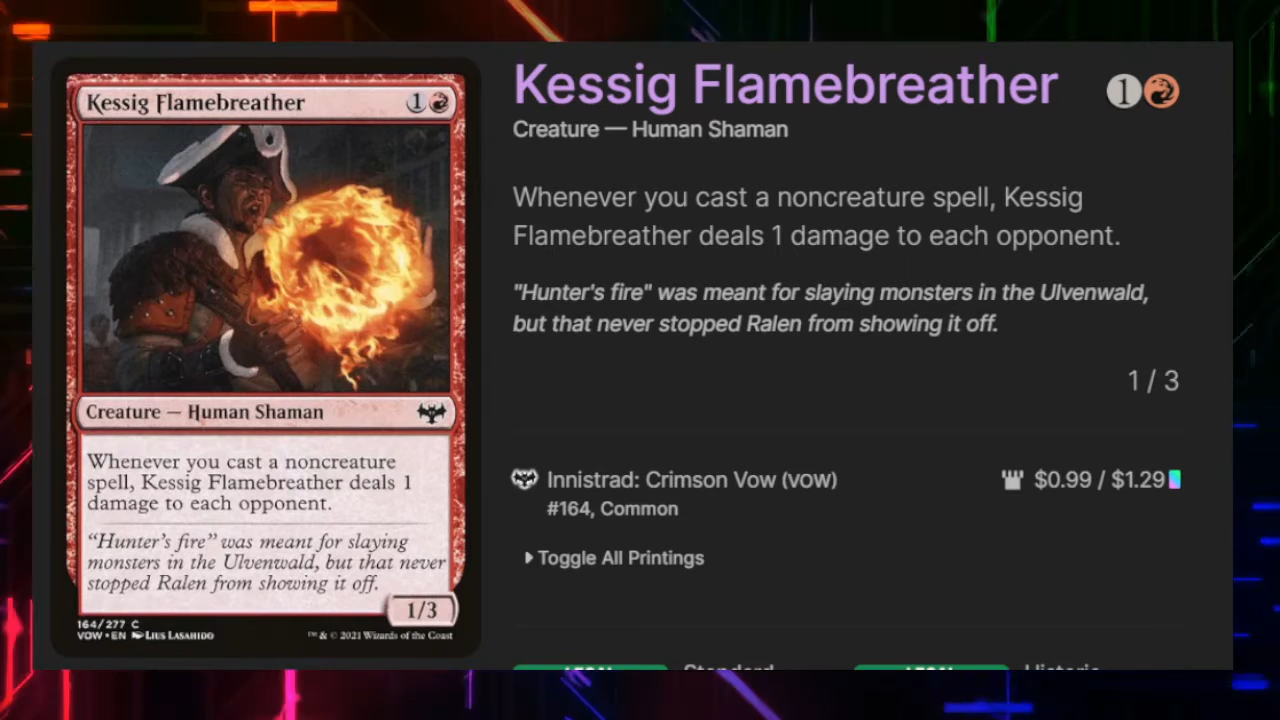 Kessig Flamebreather 1
Whenever you cast a noncreature
spell, Kessig Flamebreather deals 1
damage to each opponent.
Creature — Human Shaman
"Hunter's fire" was meant for slaying
monsters in the Ulvenwald, but that never
stopped Ralen from showing it off.
1/3
164/277 C
VOW • EN LIUS LASAHIDO
™ & © 2021 Wizards of the Coast
Kessig Flamebreather 1
Creature — Human Shaman
Whenever you cast a noncreature spell, Kessig
Flamebreather deals 1 damage to each opponent.
"Hunter's fire" was meant for slaying monsters in the Ulvenwald,
but that never stopped Ralen from showing it off.
1 / 3
Innistrad: Crimson Vow (VOW) $0.99 / $1.29
#164, Common
Toggle All Printings
LEGAL Standard LEGAL Historic